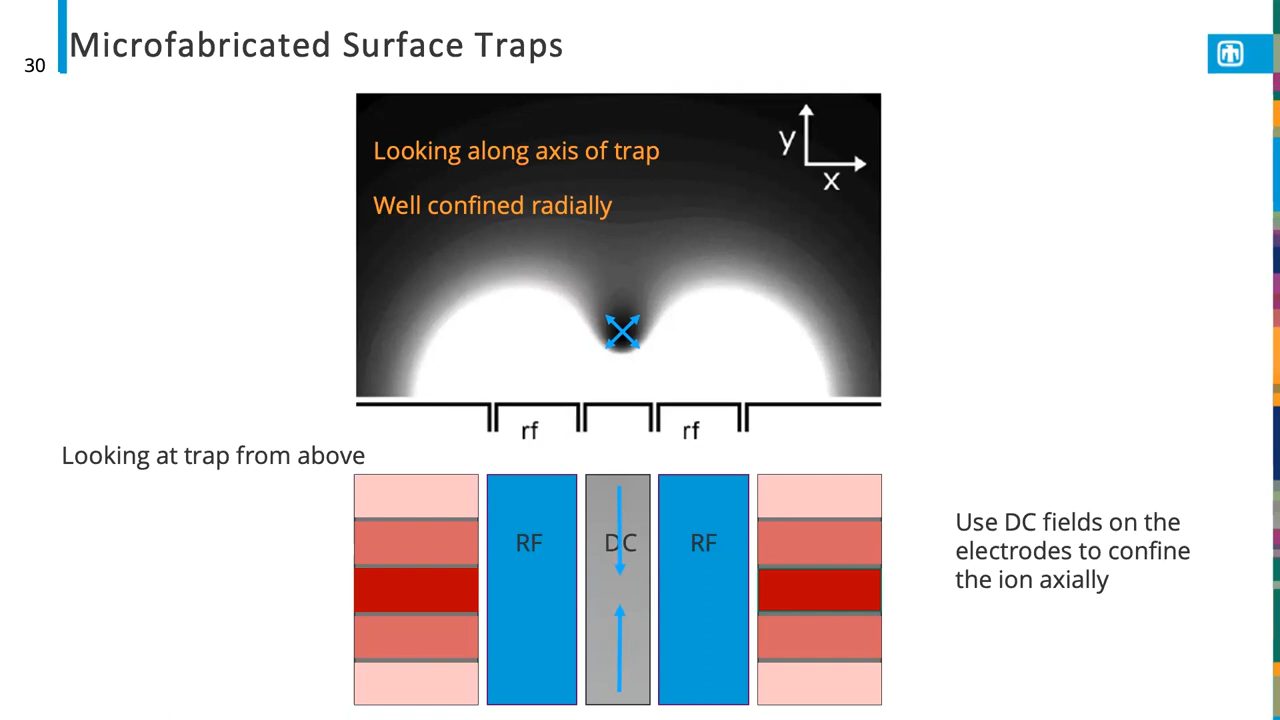 Microfabricated Surface Traps
30
Looking along axis of trap
Well confined radially
y
x
rf
rf
Looking at trap from above
RF
DC
RF
Use DC fields on the
electrodes to confine
the ion axially